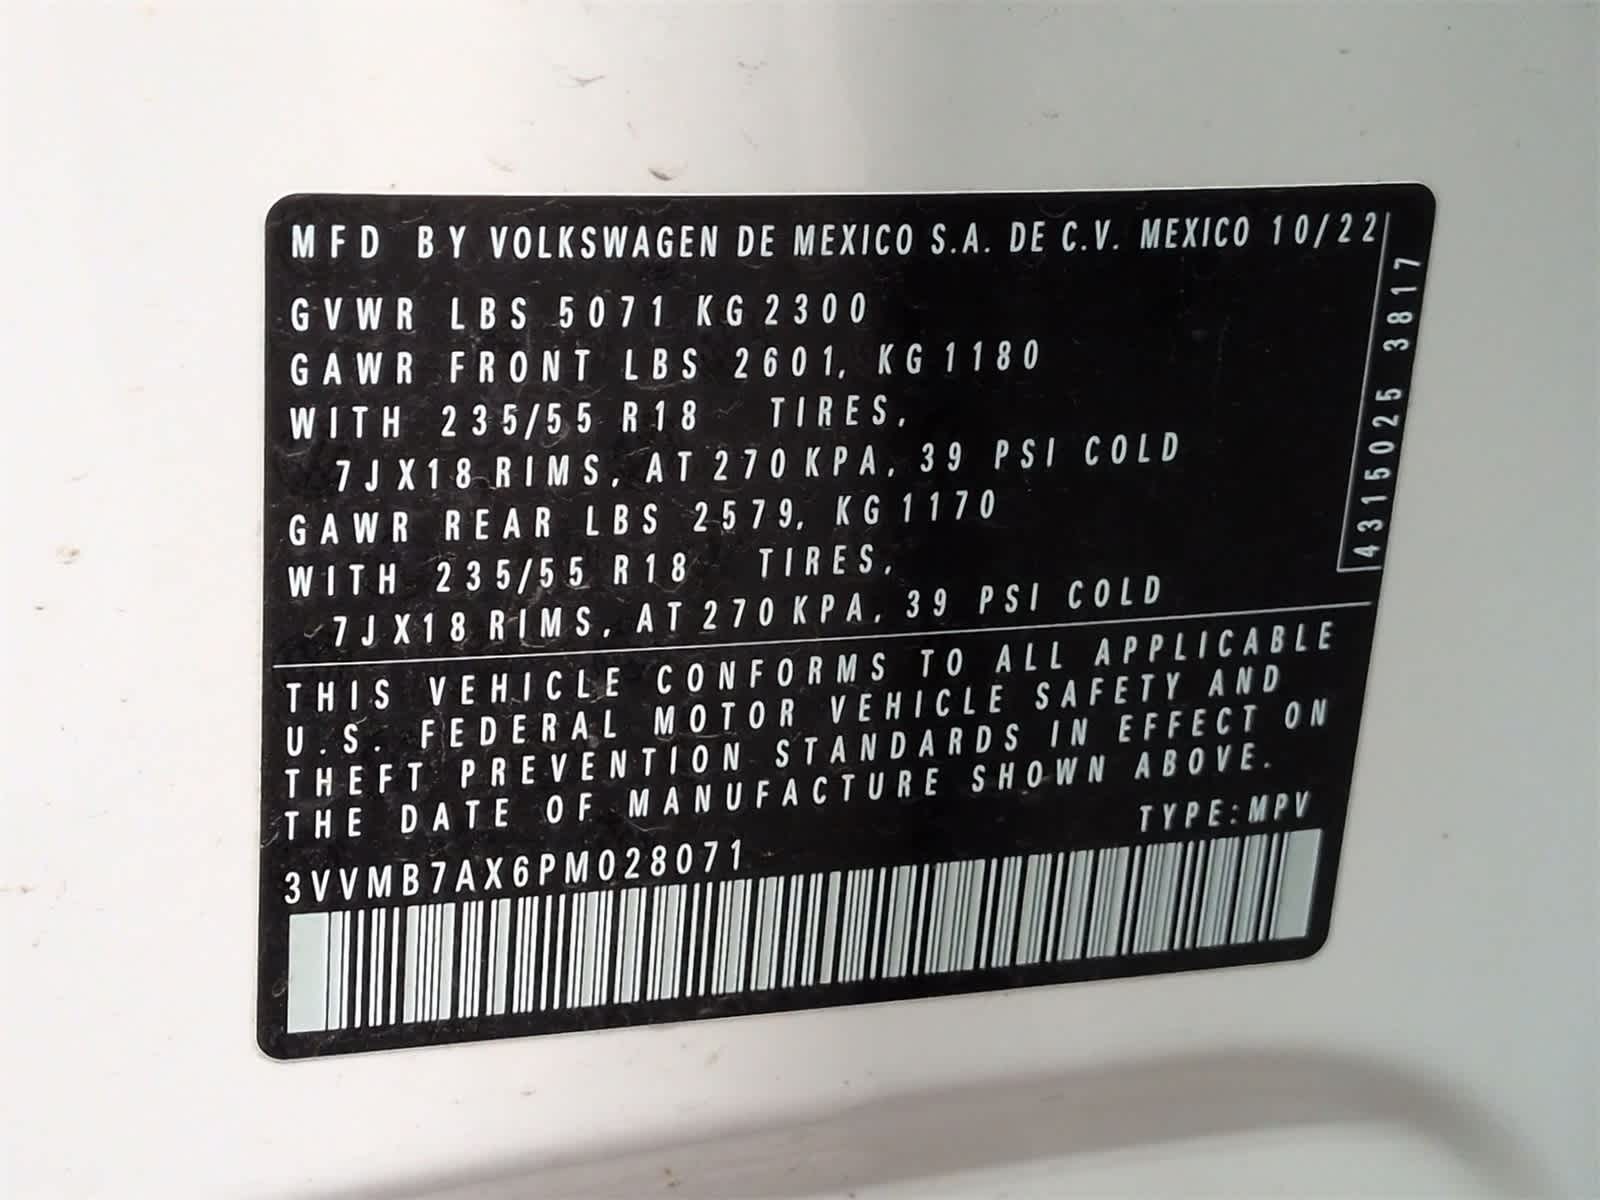 MFD BY VOLKSWAGEN DE MEXICO S.A. DE C.V. MEXICO 10/22
GVWR LBS 5071 KG 2300
GAWR FRONT LBS 2601, KG 1180
WITH 235/55 R18 TIRES,
7JX18 RIMS, AT 270 KPA, 39 PSI COLD
GAWR REAR LBS 2579, KG 1170
WITH 235/55 R18 TIRES,
7JX18 RIMS, AT 270 KPA, 39 PSI COLD
4315025 3817
THIS VEHICLE CONFORMS TO ALL APPLICABLE
U.S. FEDERAL MOTOR VEHICLE SAFETY AND
THEFT PREVENTION STANDARDS IN EFFECT ON
THE DATE OF MANUFACTURE SHOWN ABOVE.
TYPE:MPV
3VVMB7AX6PM028071